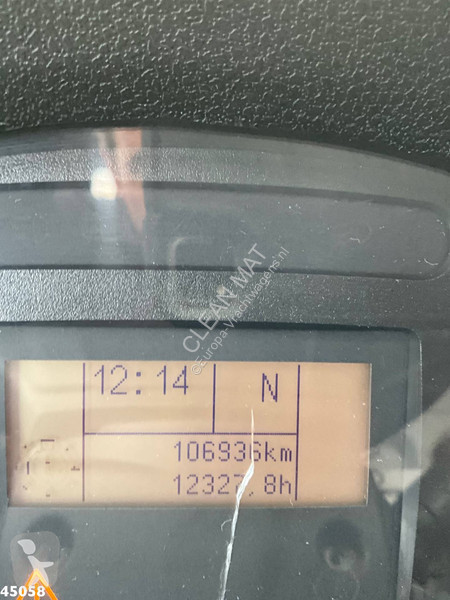 CLEAN MAT
©Europa-Vrachtwagens.nl
12:14 N
106936km
12327,8h
45058